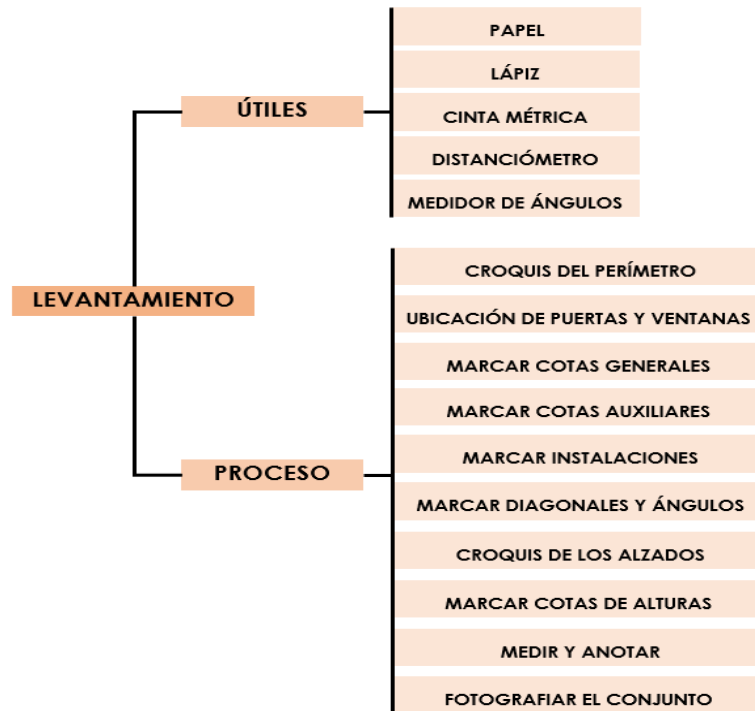 LEVANTAMIENTO
ÚTILES
PAPEL
LÁPIZ
CINTA MÉTRICA
DISTANCIÓMETRO
MEDIDOR DE ÁNGULOS
PROCESO
CROQUIS DEL PERÍMETRO
UBICACIÓN DE PUERTAS Y VENTANAS
MARCAR COTAS GENERALES
MARCAR COTAS AUXILIARES
MARCAR INSTALACIONES
MARCAR DIAGONALES Y ÁNGULOS
CROQUIS DE LOS ALZADOS
MARCAR COTAS DE ALTURAS
MEDIR Y ANOTAR
FOTOGRAFIAR EL CONJUNTO